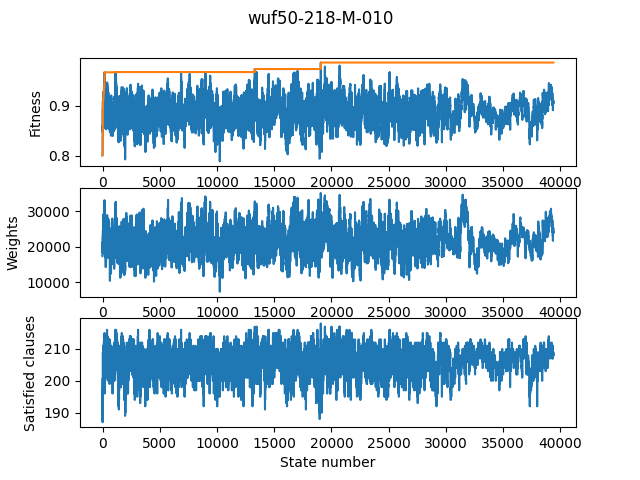 wuf50-218-M-010
Fitness
0.9
0.8
0 5000 10000 15000 20000 25000 30000 35000 40000
Weights
30000
20000
10000
0 5000 10000 15000 20000 25000 30000 35000 40000
Satisfied clauses
210
200
190
0 5000 10000 15000 20000 25000 30000 35000 40000
State number